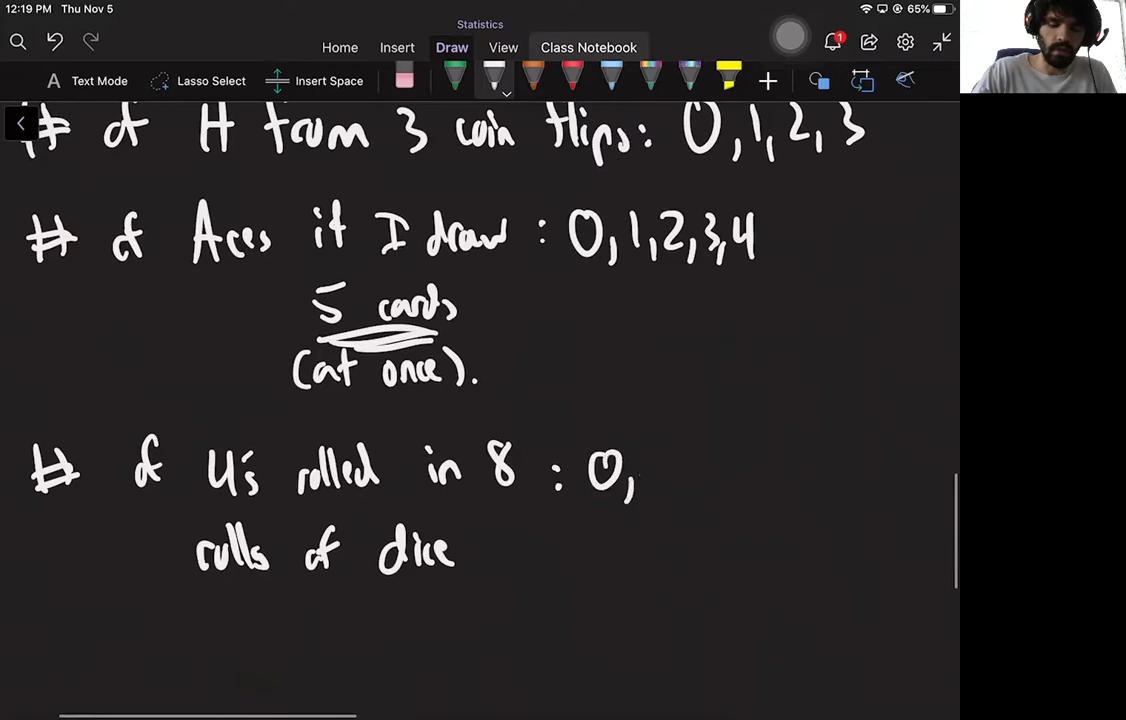 12:19 PM Thu Nov 5
65%
Statistics
Home Insert Draw View Class Notebook
1
A Text Mode Lasso Select Insert Space
# of H from 3 coin flips: 0, 1, 2, 3
# of Aces if I draw : 0, 1, 2, 3, 4
5 cards
(at once).
# of 4's rolled in 8 : 0,
rolls of dice